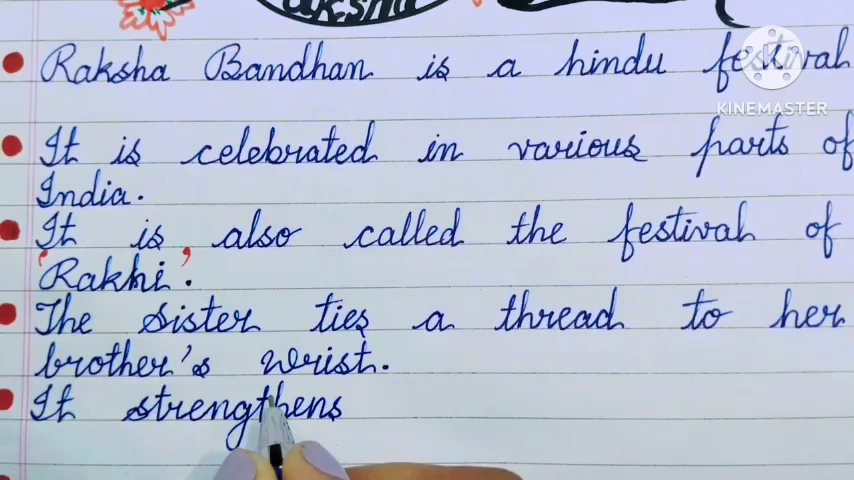 Raksha Bandhan is a hindu festival
KINEMASTER
It is celebrated in various parts of
India.
It is also called the festival of
'Rakhi'.
The Sister ties a thread to her
brother's wrist.
It strengthens